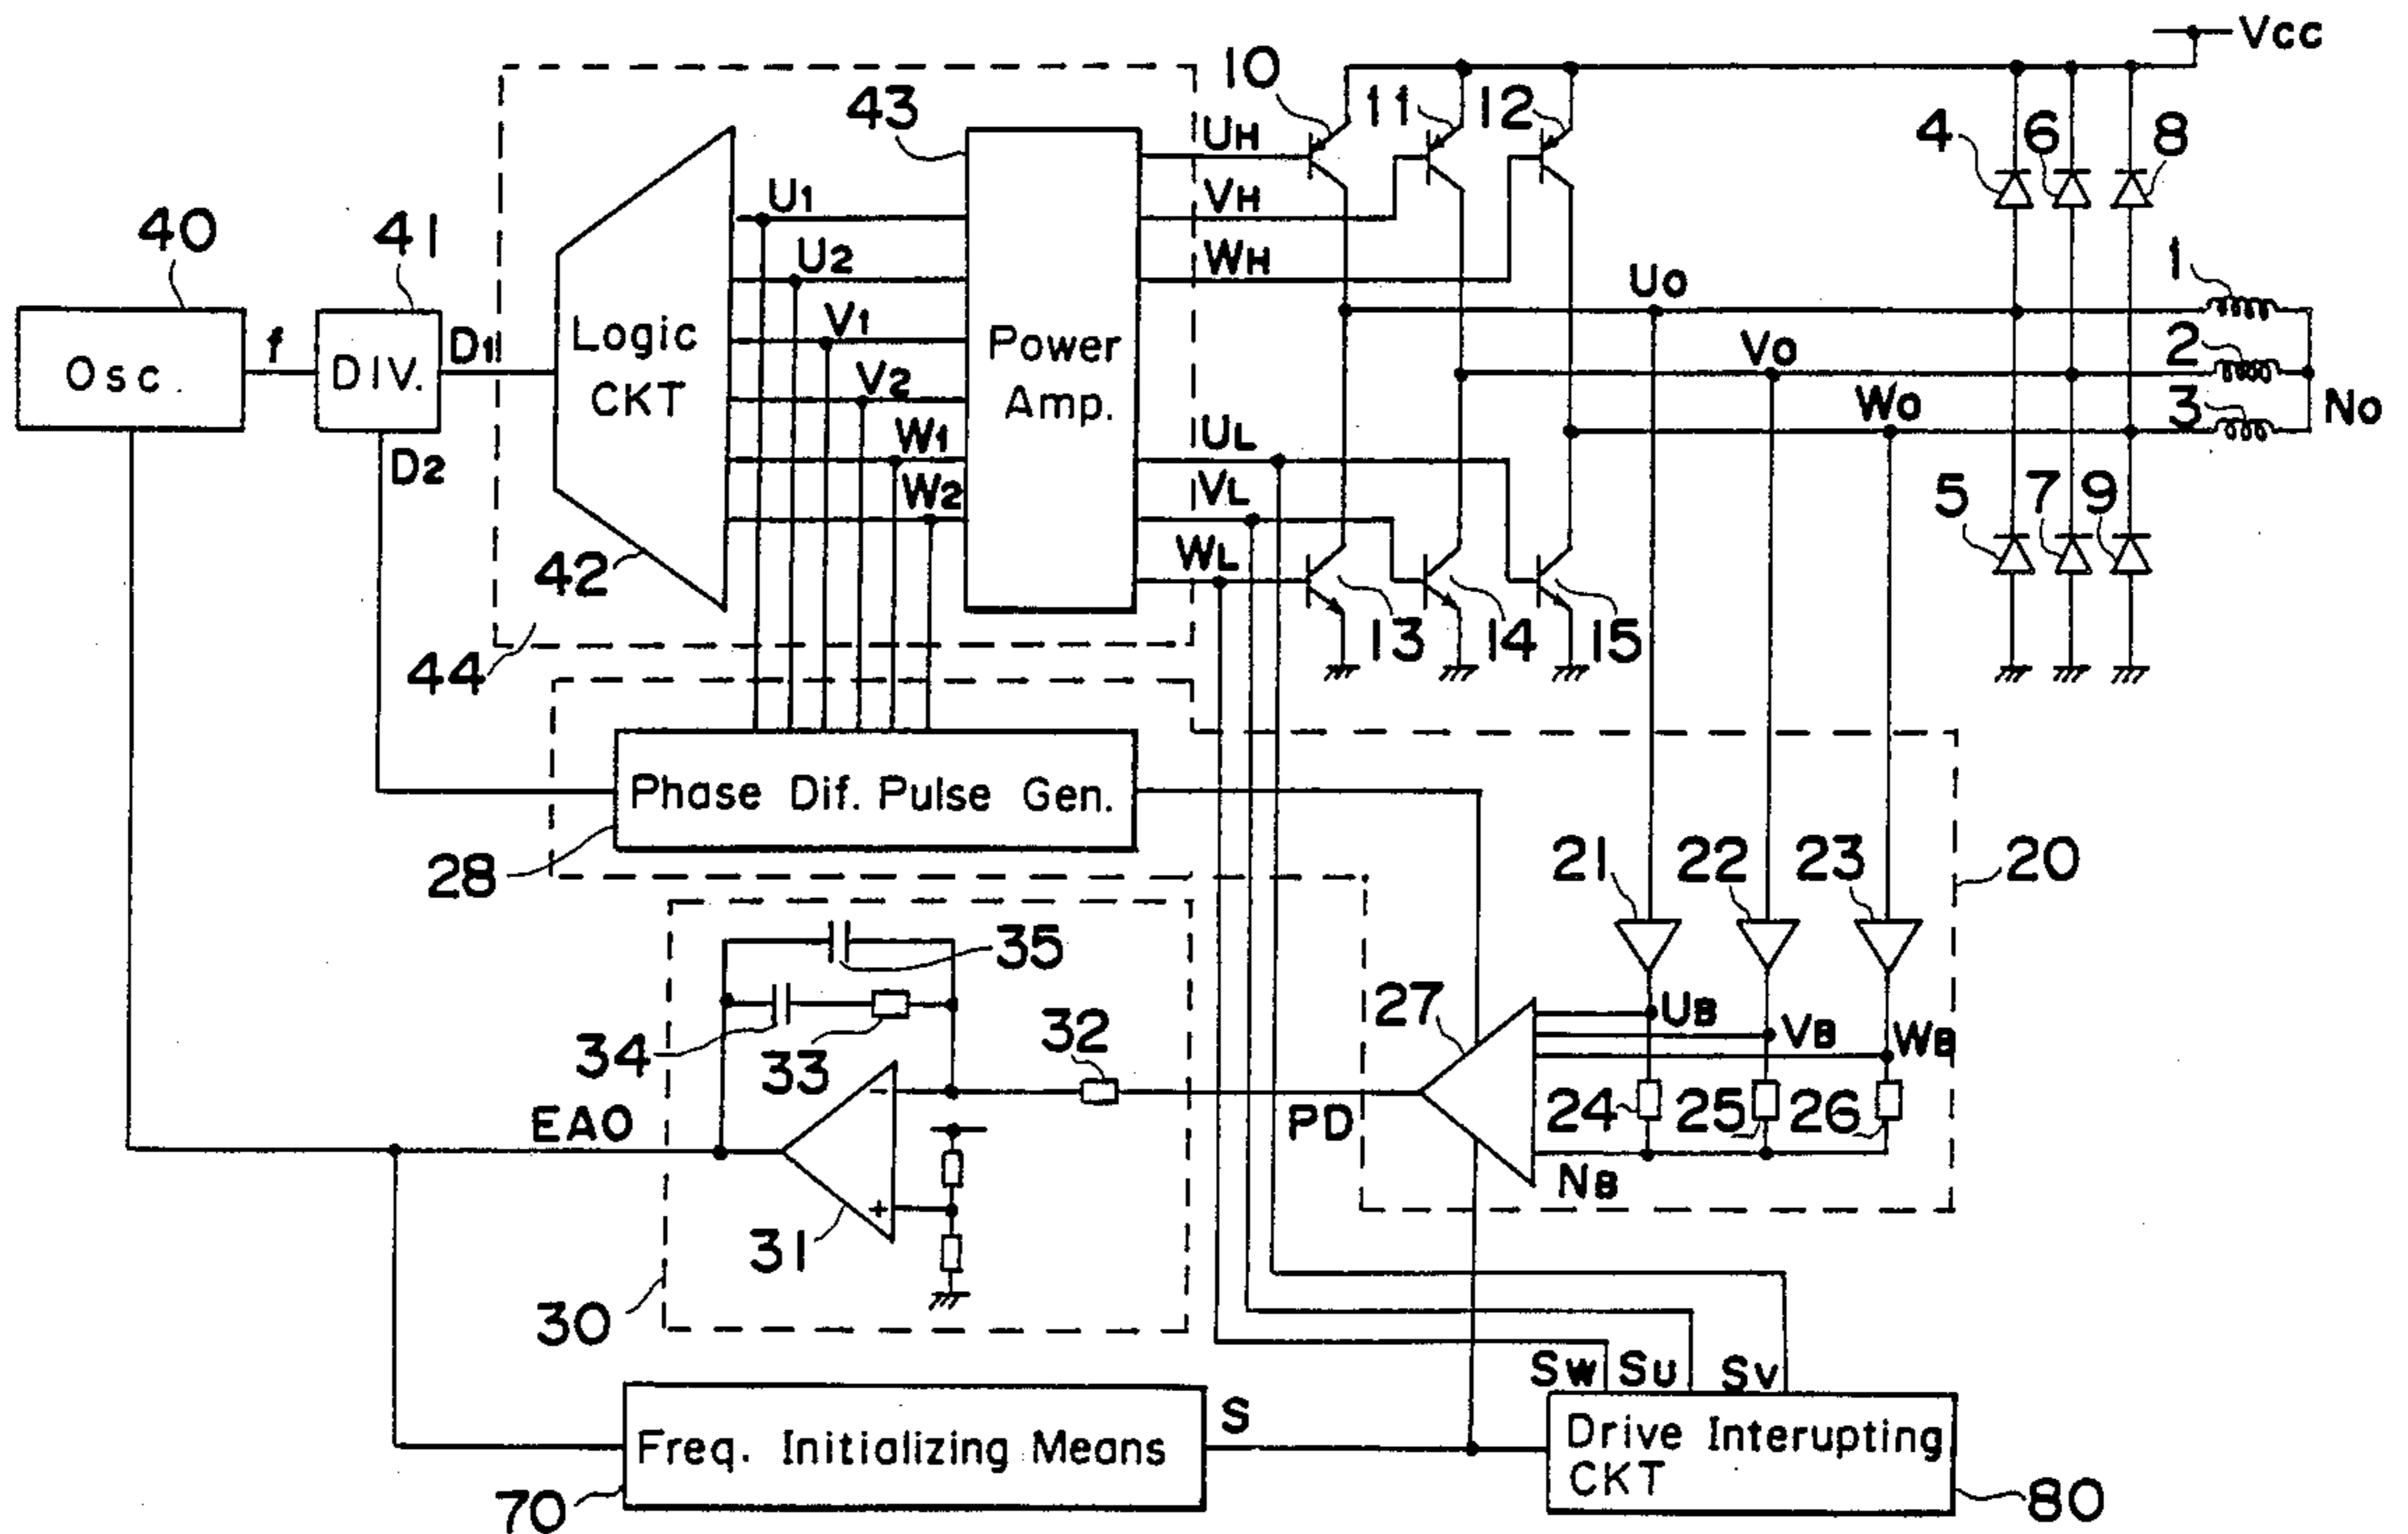 Vcc
10
11
12
43
UH
4
6
8
U1
VH
40
41
U2
WH
1
Uo
f
D1
Logic
CKT
V1
Power
Amp.
Vo
2
Osc.
DIV.
V2
Wo
3
No
D2
W1
UL
W2
VL
5
7
9
42
WL
44
13
14
15
Phase Dif. Pulse Gen.
28
21
22
23
20
35
27
UB
VB
WB
34
33
32
-
EAO
PD
24
25
26
NB
+
31
30
Sw
Su
Sv
S
Freq. Initializing Means
Drive Interupting
CKT
70
80